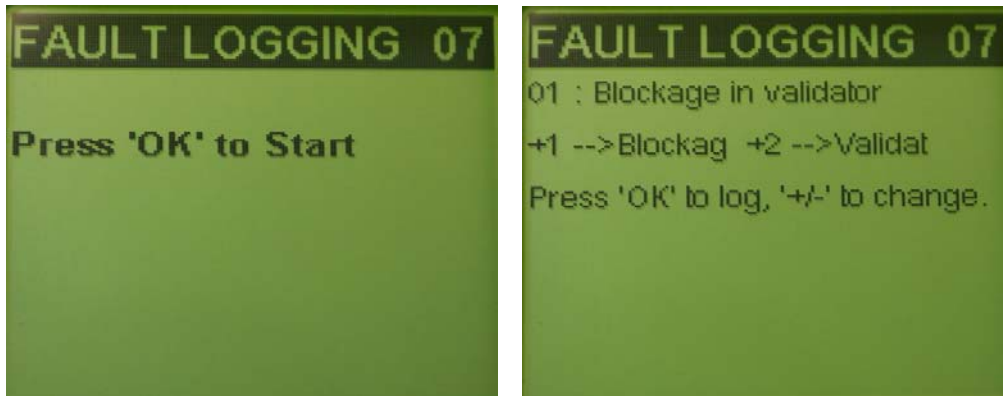 FAULT LOGGING 07
Press 'OK' to Start
FAULT LOGGING 07
01 : Blockage in validator
+1 -->Blockag +2 -->Validat
Press 'OK' to log, '+/-' to change.